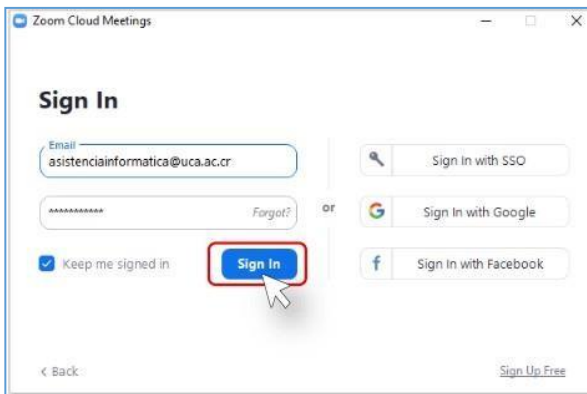 Zoom Cloud Meetings
Sign In
Email
asistenciainformatica@uca.ac.cr
*********** Forgot?
Keep me signed in
Sign In
or
Sign In with SSO
Sign In with Google
Sign In with Facebook
< Back
Sign Up Free